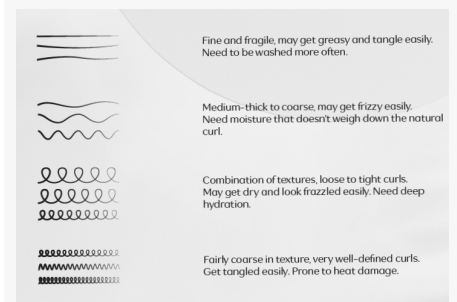 Fine and fragile, may get greasy and tangle easily.
Need to be washed more often.
Medium-thick to coarse, may get frizzy easily.
Need moisture that doesn't weigh down the natural
curl.
Combination of textures, loose to tight curls.
May get dry and look frazzled easily. Need deep
hydration.
Fairly coarse in texture, very well-defined curls.
Get tangled easily. Prone to heat damage.